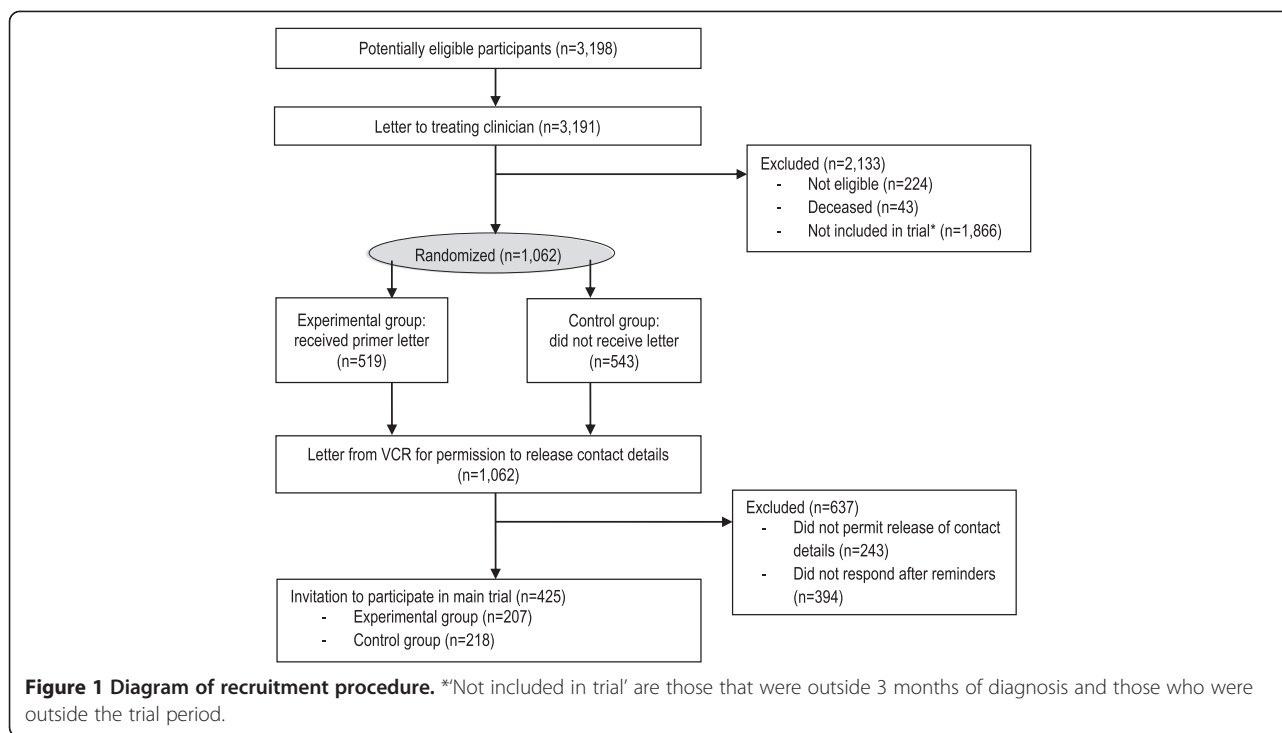 Potentially eligible participants (n=3,198)
Letter to treating clinician (n=3,191)
Excluded (n=2,133)
- Not eligible (n=224)
- Deceased (n=43)
- Not included in trial* (n=1,866)
Randomized (n=1,062)
Experimental group:
received primer letter
(n=519)
Control group:
did not receive letter
(n=543)
Letter from VCR for permission to release contact details
(n=1,062)
Excluded (n=637)
- Did not permit release of contact
details (n=243)
- Did not respond after reminders
(n=394)
Invitation to participate in main trial (n=425)
- Experimental group (n=207)
- Control group (n=218)
Figure 1 Diagram of recruitment procedure. *‘Not included in trial’ are those that were outside 3 months of diagnosis and those who were
outside the trial period.